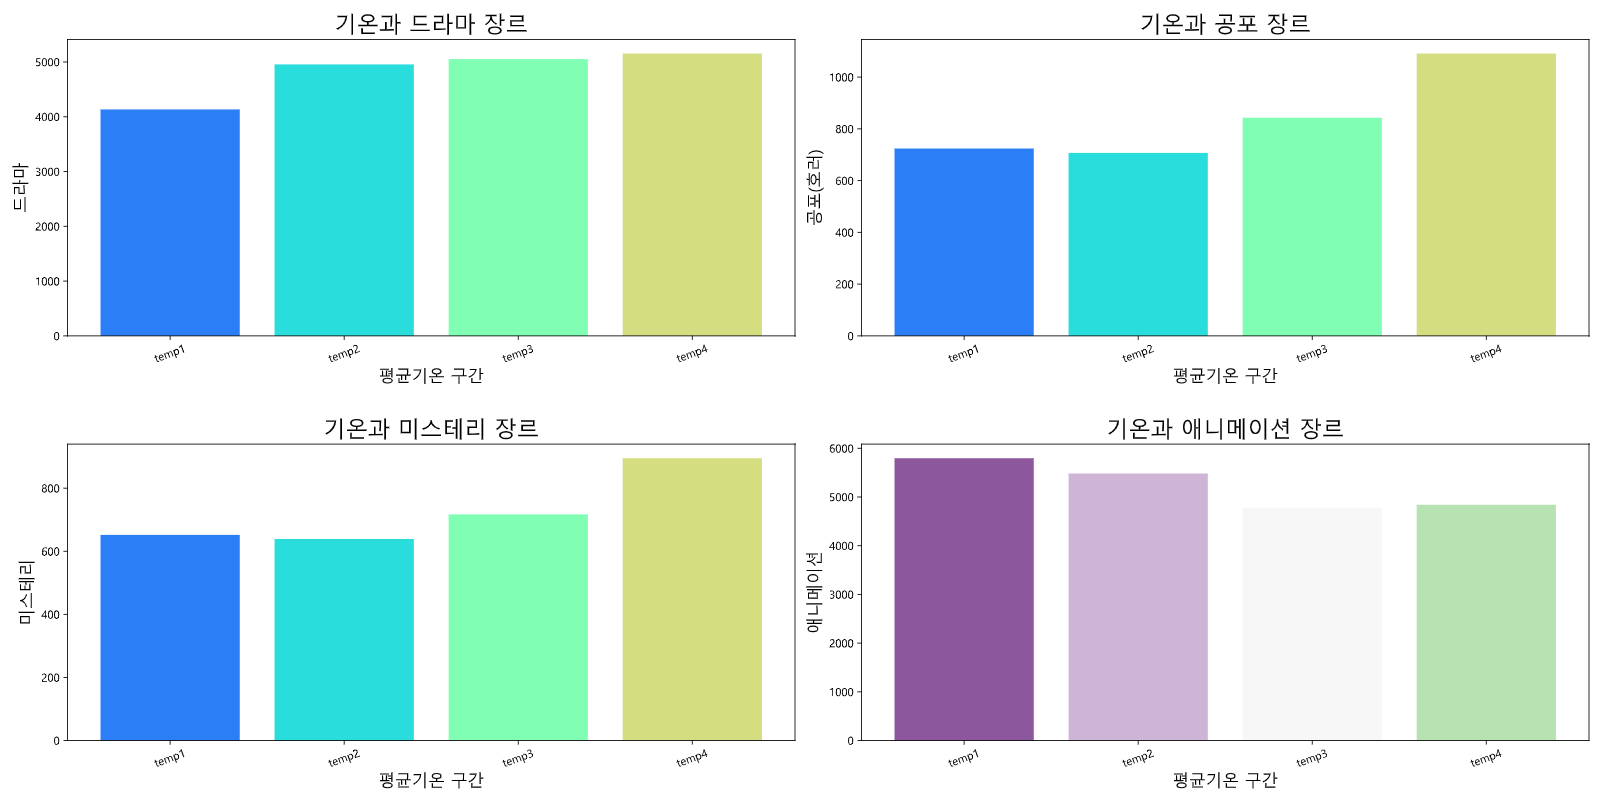 기온과 드라마 장르
드라마
5000
4000
3000
2000
1000
0
temp1
temp2
temp3
temp4
평균기온 구간
기온과 공포 장르
공포(호러)
1000
800
600
400
200
0
temp1
temp2
temp3
temp4
평균기온 구간
기온과 미스테리 장르
미스테리
800
600
400
200
0
temp1
temp2
temp3
temp4
평균기온 구간
기온과 애니메이션 장르
애니메이션
6000
5000
4000
3000
2000
1000
0
temp1
temp2
temp3
temp4
평균기온 구간